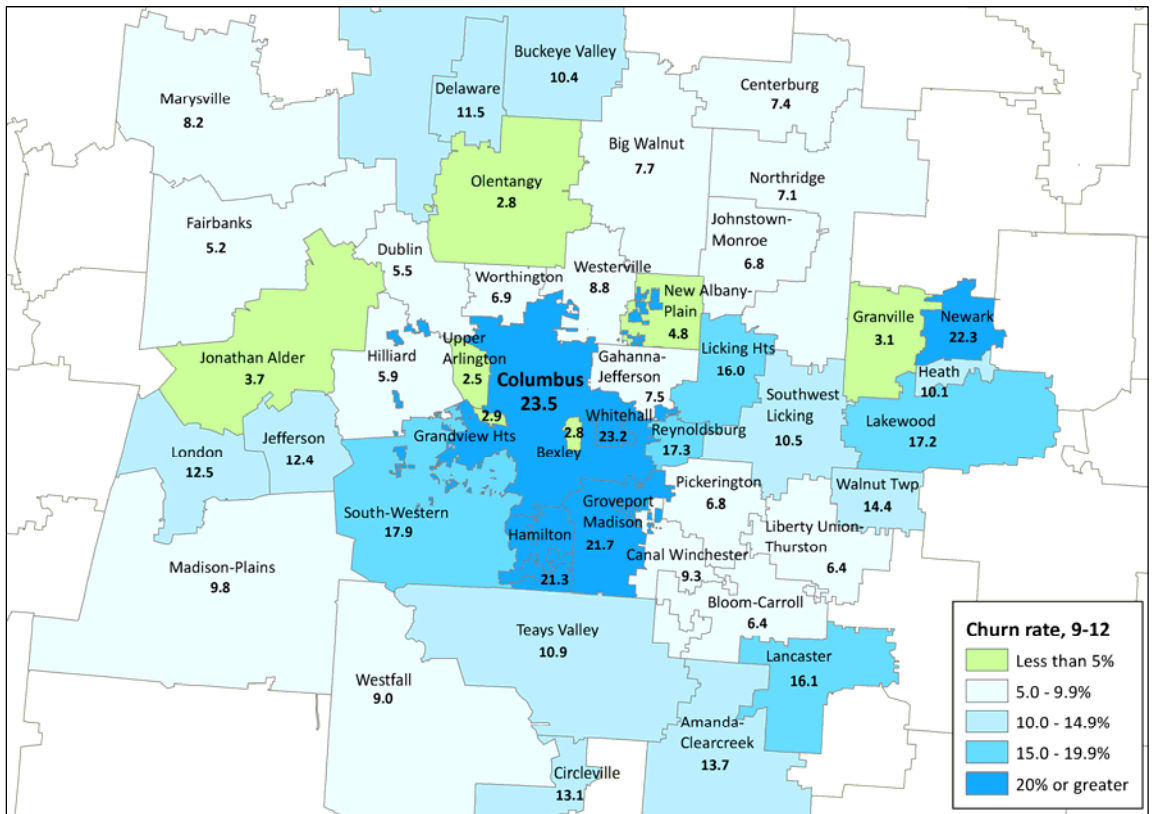 Buckeye Valley
10.4
Delaware
11.5
Marysville
8.2
Centerburg
7.4
Big Walnut
7.7
Olentangy
2.8
Northridge
7.1
Fairbanks
5.2
Johnstown-
Monroe
6.8
Dublin
5.5
Worthington
6.9
Westerville
8.8
New Albany-
Plain
4.8
Granville
3.1
Newark
22.3
Jonathan Alder
3.7
Hilliard
5.9
Upper
Arlington
2.5
Columbus
23.5
Gahanna-
Jefferson
7.5
Licking Hts
16.0
Heath
10.1
Southwest
Licking
10.5
Lakewood
17.2
2.9
Grandview Hts
2.8
Bexley
Whitehall
23.2
Reynoldsburg
17.3
London
12.5
Jefferson
12.4
South-Western
17.9
Pickerington
6.8
Walnut Twp
14.4
Groveport
Madison
21.7
Hamilton
21.3
Liberty Union-
Thurston
6.4
Canal Winchester
9.3
Madison-Plains
9.8
Bloom-Carroll
6.4
Teays Valley
10.9
Lancaster
16.1
Westfall
9.0
Amanda-
Clearcreek
13.7
Circleville
13.1
Churn rate, 9-12
Less than 5%
5.0 - 9.9%
10.0 - 14.9%
15.0 - 19.9%
20% or greater